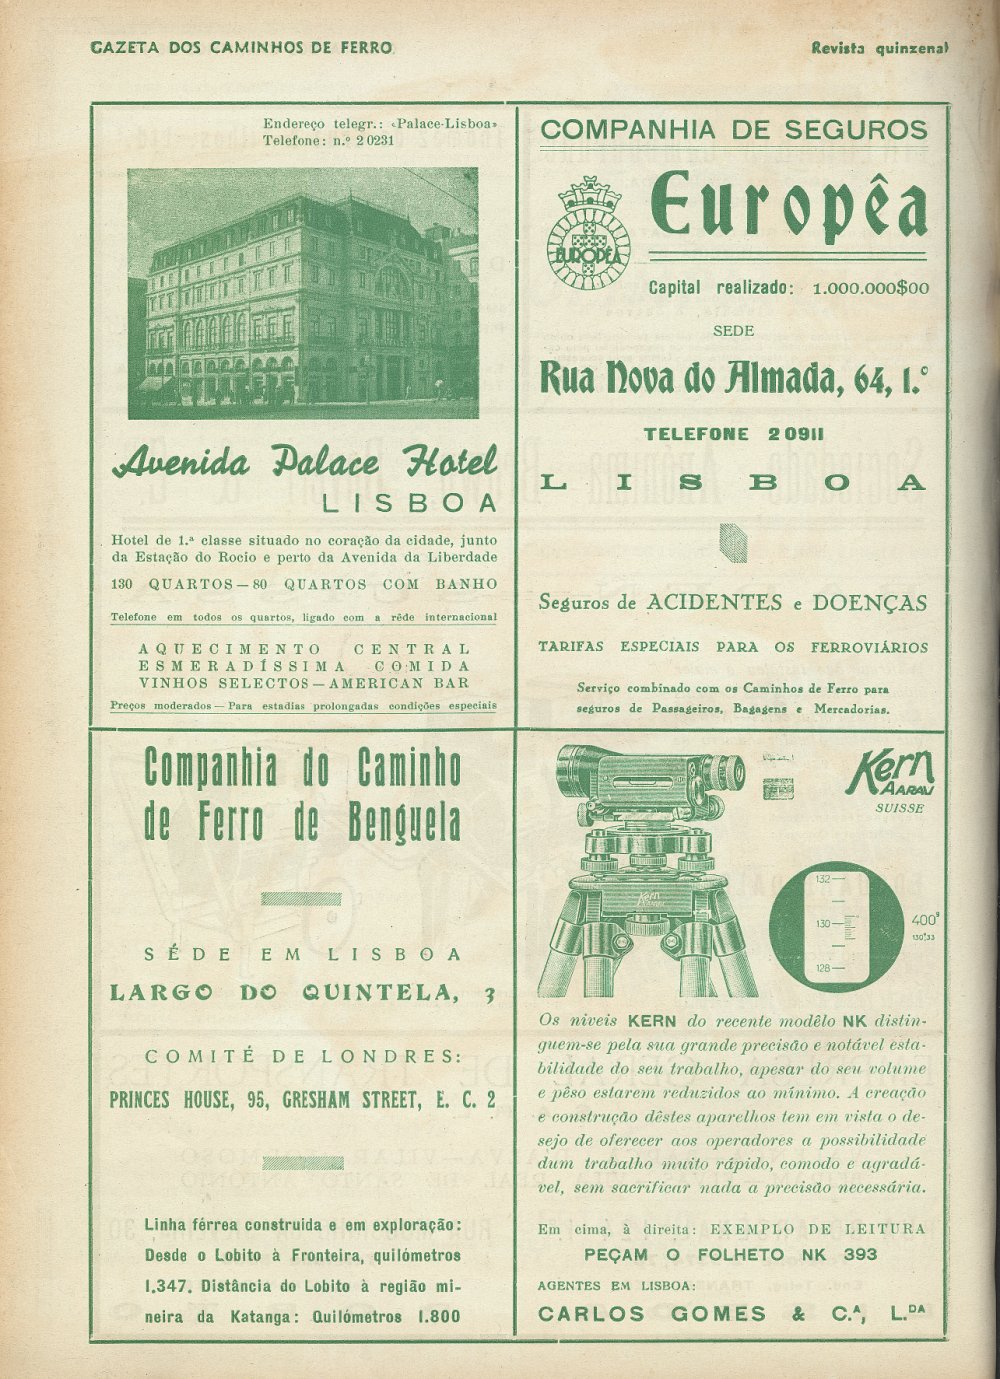 GAZETA DOS CAMINHOS DE FERRO
Revista quinzenal
Endereço telegr.: «Palace-Lisboa»
Telefone: n.º 2 0231
Avenida Palace Hotel
LISBOA
Hotel de 1.ª classe situado no coração da cidade, junto
da Estação do Rocio e perto da Avenida da Liberdade
130 QUARTOS — 80 QUARTOS COM BANHO
Telefone em todos os quartos, ligado com a rêde internacional
AQUECIMENTO CENTRAL
ESMERADÍSSIMA COMIDA
VINHOS SELECTOS — AMERICAN BAR
Preços moderados — Para estadias prolongadas condições especiais
COMPANHIA DE SEGUROS
EUROPÊA
Europêa
Capital realizado: 1.000.000$00
SEDE
Rua Nova do Almada, 64, 1.º
TELEFONE 2 0911
LISBOA
Seguros de ACIDENTES e DOENÇAS
TARIFAS ESPECIAIS PARA OS FERROVIÁRIOS
Serviço combinado com os Caminhos de Ferro para
seguros de Passageiros, Bagagens e Mercadorias.
Companhia do Caminho
de Ferro de Benguela
SÉDE EM LISBOA
LARGO DO QUINTELA, 3
COMITÉ DE LONDRES:
PRINCES HOUSE, 95, GRESHAM STREET, E. C. 2
Linha férrea construida e em exploração:
Desde o Lobito à Fronteira, quilómetros
1.347. Distância do Lobito à região mi-
neira da Katanga: Quilómetros 1.800
Kern
AARAU
SUISSE
Kern
AARAU
132
130
128
400g
130g,33
Os niveis KERN do recente modêlo NK distin-
guem-se pela sua grande precisão e notável esta-
bilidade do seu trabalho, apesar do seu volume
e pêso estarem reduzidos ao mínimo. A creação
e construção dêstes aparelhos tem em vista o de-
sejo de oferecer aos operadores a possibilidade
dum trabalho muito rápido, comodo e agradá-
vel, sem sacrificar nada a precisão necessária.
Em cima, à direita: EXEMPLO DE LEITURA
PEÇAM O FOLHETO NK 393
AGENTES EM LISBOA:
CARLOS GOMES & C.ᴬ, L.ᴰᴬ